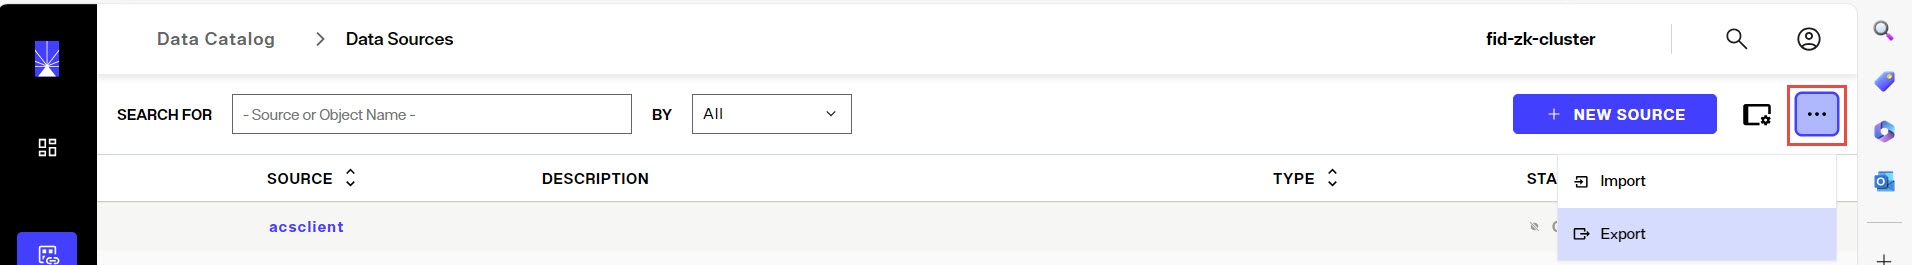 Data Catalog > Data Sources
fid-zk-cluster
SEARCH FOR
- Source or Object Name -
BY
All
+ NEW SOURCE
SOURCE
DESCRIPTION
TYPE
STA
Import
acsclient
Export